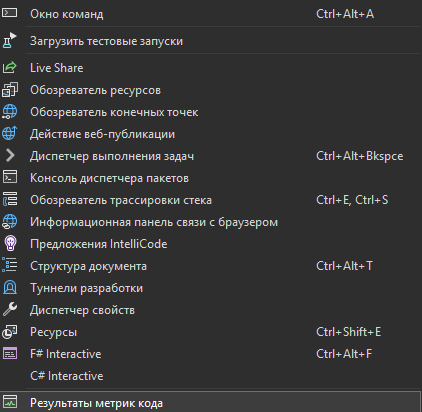 Окно команд Ctrl+Alt+A
Загрузить тестовые запуски
Live Share
Обозреватель ресурсов
Обозреватель конечных точек
Действие веб-публикации
Диспетчер выполнения задач Ctrl+Alt+Bkspce
Консоль диспетчера пакетов
Обозреватель трассировки стека Ctrl+E, Ctrl+S
Информационная панель связи с браузером
Предложения IntelliCode
Структура документа Ctrl+Alt+T
Туннели разработки
Диспетчер свойств
Ресурсы Ctrl+Shift+E
F# Interactive Ctrl+Alt+F
C# Interactive
Результаты метрик кода